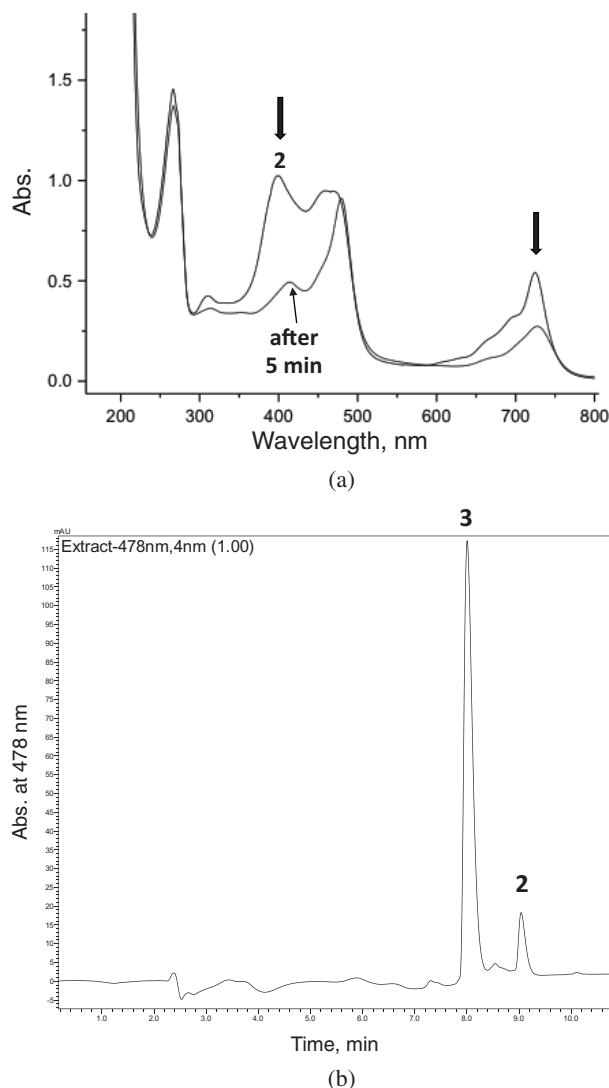 Abs.
1.5
1.0
0.5
0.0
2
after
5 min
200 300 400 500 600 700 800
Wavelength, nm
(a)
mAU
Extract-478nm,4nm (1.00)
3
2
Abs. at 478 nm
115
110
105
100
95
90
85
80
75
70
65
60
55
50
45
40
35
30
25
20
15
10
5
0
-5
1.0 2.0 3.0 4.0 5.0 6.0 7.0 8.0 9.0 10.0
Time, min
(b)